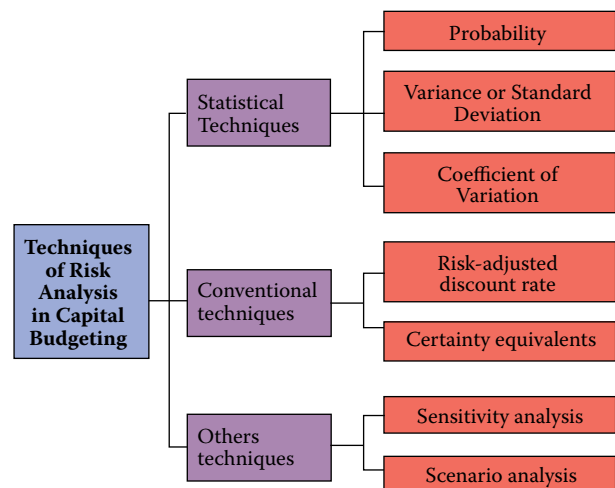 Techniques
of Risk
Analysis
in Capital
Budgeting
Statistical
Techniques
Probability
Variance or Standard
Deviation
Coefficient of
Variation
Conventional
techniques
Risk-adjusted
discount rate
Certainty equivalents
Others
techniques
Sensitivity analysis
Scenario analysis